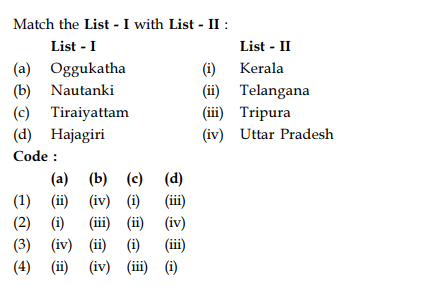 Match the List - I with List - II :
List - I List - II
(a) Oggukatha (i) Kerala
(b) Nautanki (ii) Telangana
(c) Tiraiyattam (iii) Tripura
(d) Hajagiri (iv) Uttar Pradesh
Code :
(a) (b) (c) (d)
(1) (ii) (iv) (i) (iii)
(2) (i) (iii) (ii) (iv)
(3) (iv) (ii) (i) (iii)
(4) (ii) (iv) (iii) (i)